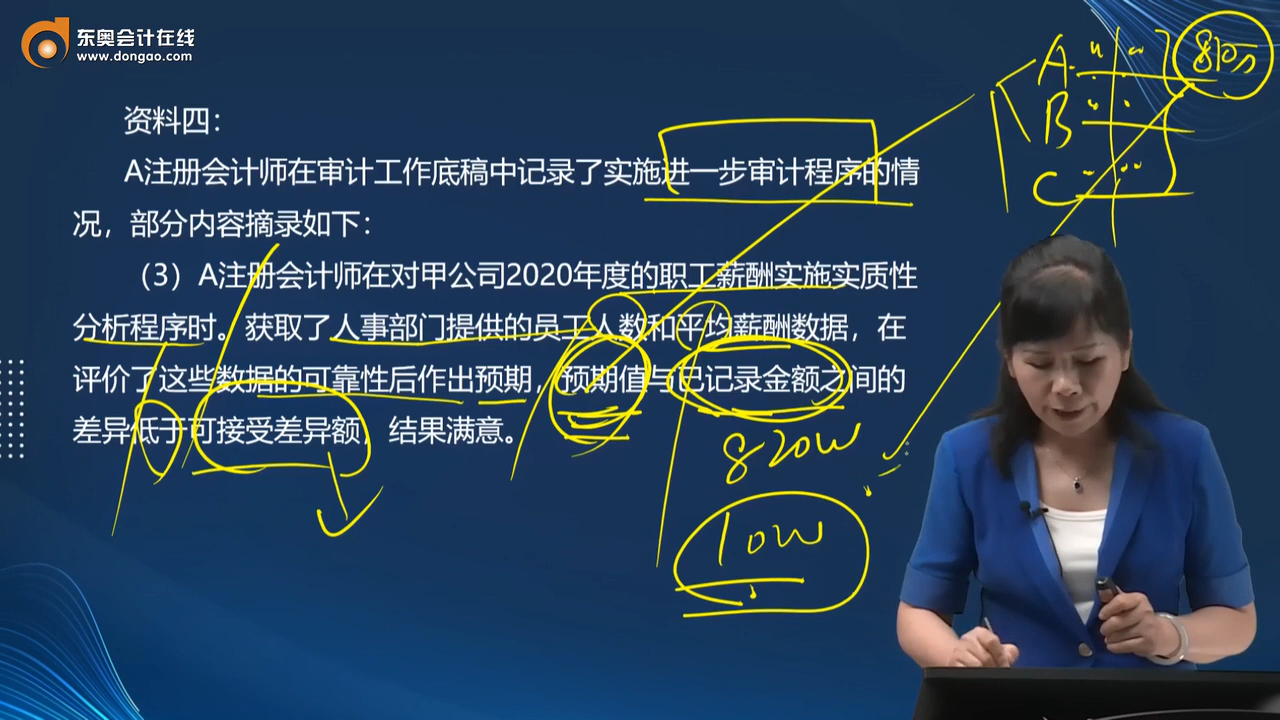 东奥会计在线
www.dongao.com
资料四：
A注册会计师在审计工作底稿中记录了实施进一步审计程序的情
况，部分内容摘录如下：
（3）A注册会计师在对甲公司2020年度的职工薪酬实施实质性
分析程序时。获取了人事部门提供的员工人数和平均薪酬数据，在
评价了这些数据的可靠性后作出预期，预期值与已记录金额之间的
差异低于可接受差异额，结果满意。
A
B
C
820w
10w